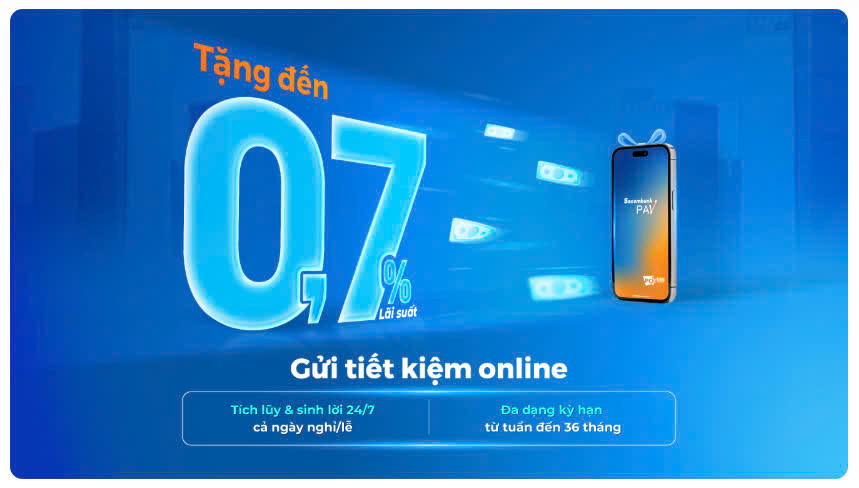 Tặng đến
0,7%
Lãi suất
Sacombank
PAY
Gửi tiết kiệm online
Tích lũy & sinh lời 24/7
cả ngày nghỉ/lễ
Đa dạng kỳ hạn
từ tuần đến 36 tháng